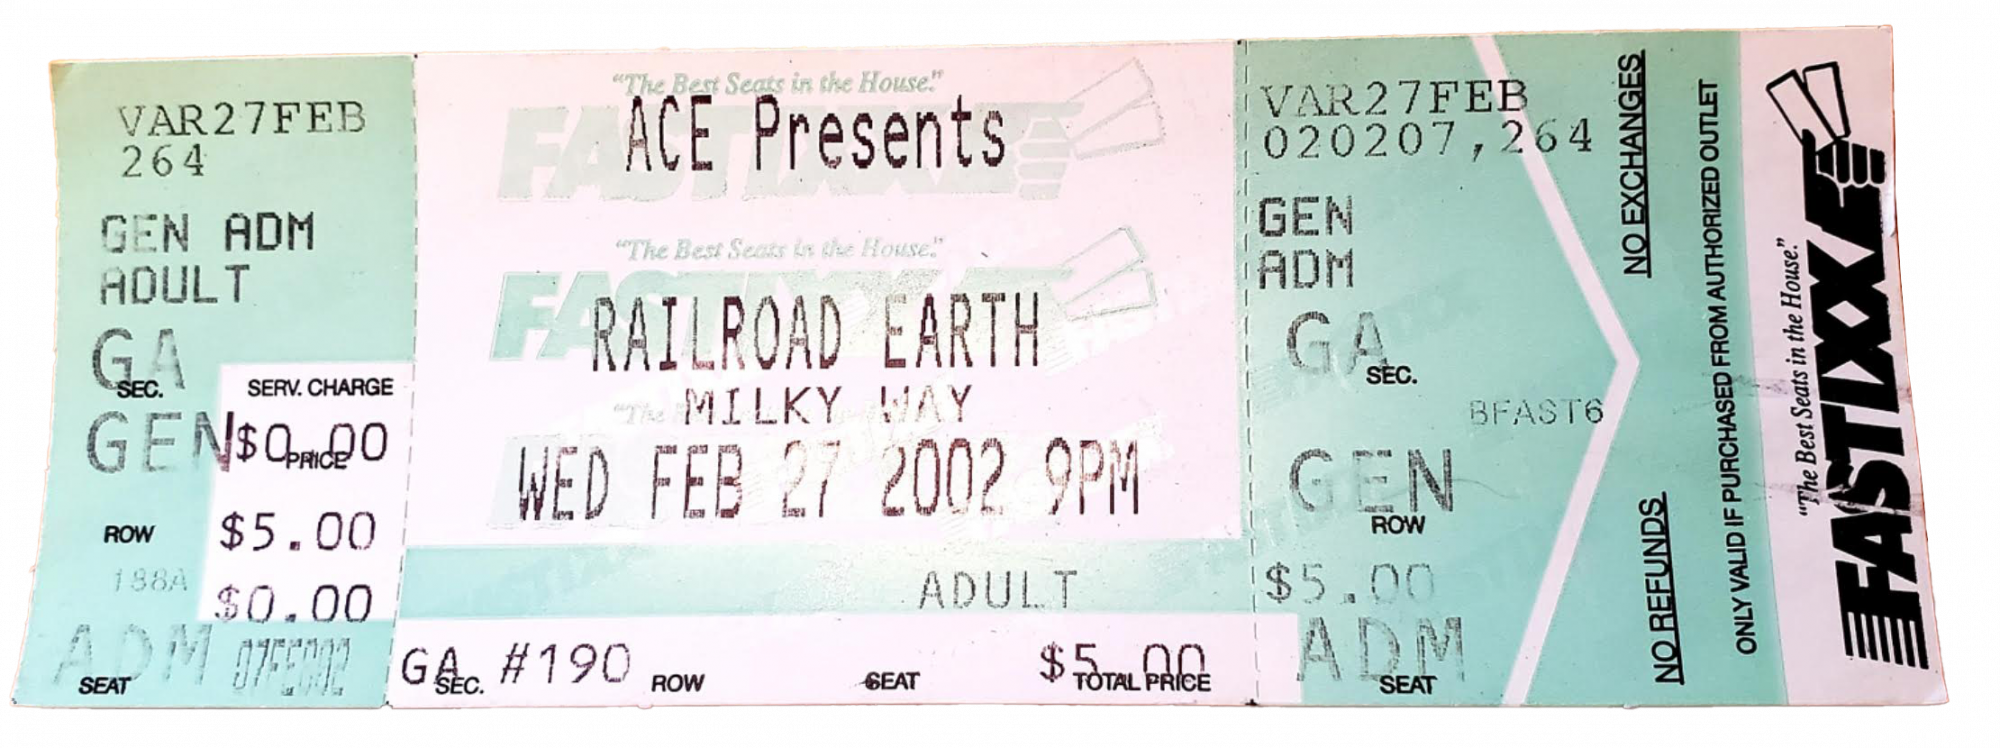 VAR27FEB
264
GEN ADM
ADULT
GA
SEC.
SERV. CHARGE
GEN $0.00
PRICE
ROW $5.00
188A
$0.00
ADM 07FEB02
SEAT
"The Best Seats in the House."
FASTIXX
ACE Presents
"The Best Seats in the House."
FASTIXX
RAILROAD EARTH
"The
MILKY WAY
WED FEB 27 2002 9PM
ADULT
GA #190 $5.00
SEC. ROW SEAT TOTAL PRICE
VAR27FEB
020207,264
GEN
ADM
GA
SEC.
BFAST6
GEN
ROW
$5.00
ADM
SEAT
NO EXCHANGES
NO REFUNDS
ONLY VALID IF PURCHASED FROM AUTHORIZED OUTLET
"The Best Seats in the House."
FASTIXX